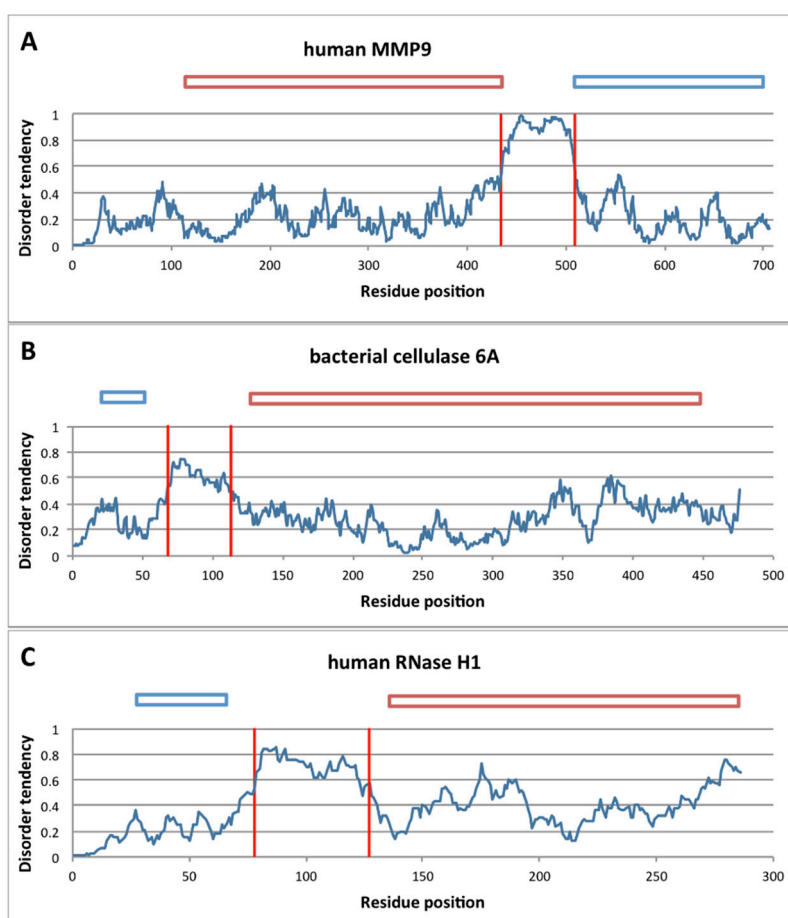 A
human MMP9
Disorder tendency
1
0.8
0.6
0.4
0.2
0
0 100 200 300 400 500 600 700
Residue position
B
bacterial cellulase 6A
Disorder tendency
1
0.8
0.6
0.4
0.2
0
0 50 100 150 200 250 300 350 400 450 500
Residue position
C
human RNase H1
Disorder tendency
1
0.8
0.6
0.4
0.2
0
0 50 100 150 200 250 300
Residue position